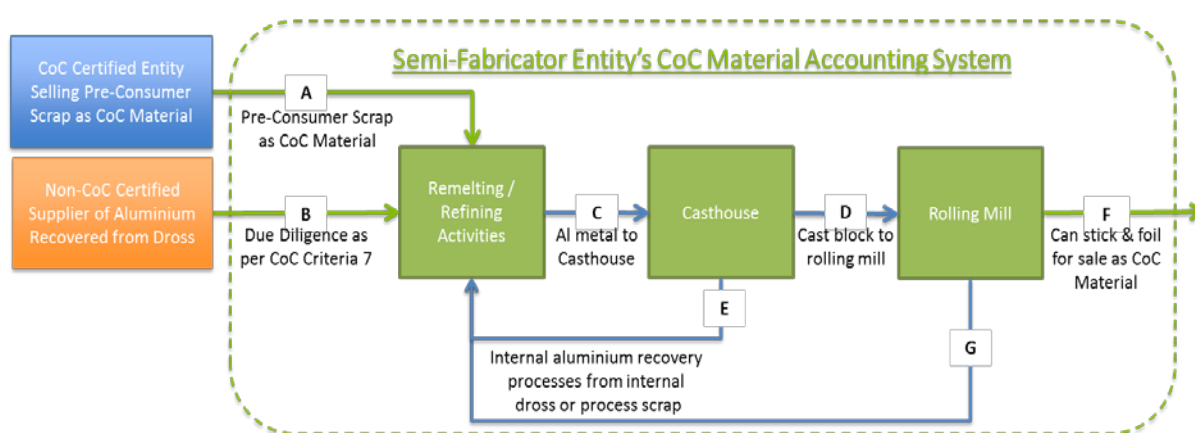 Semi-Fabricator Entity's CoC Material Accounting System
CoC Certified Entity
Selling Pre-Consumer
Scrap as CoC Material
A
Pre-Consumer Scrap
as CoC Material
Non-CoC Certified
Supplier of Aluminium
Recovered from Dross
B
Due Diligence as
per CoC Criteria 7
Remelting /
Refining
Activities
C
Al metal to
Casthouse
Casthouse
D
Cast block to
rolling mill
Rolling Mill
F
Can stick & foil
for sale as CoC
Material
E
G
Internal aluminium recovery
processes from internal
dross or process scrap